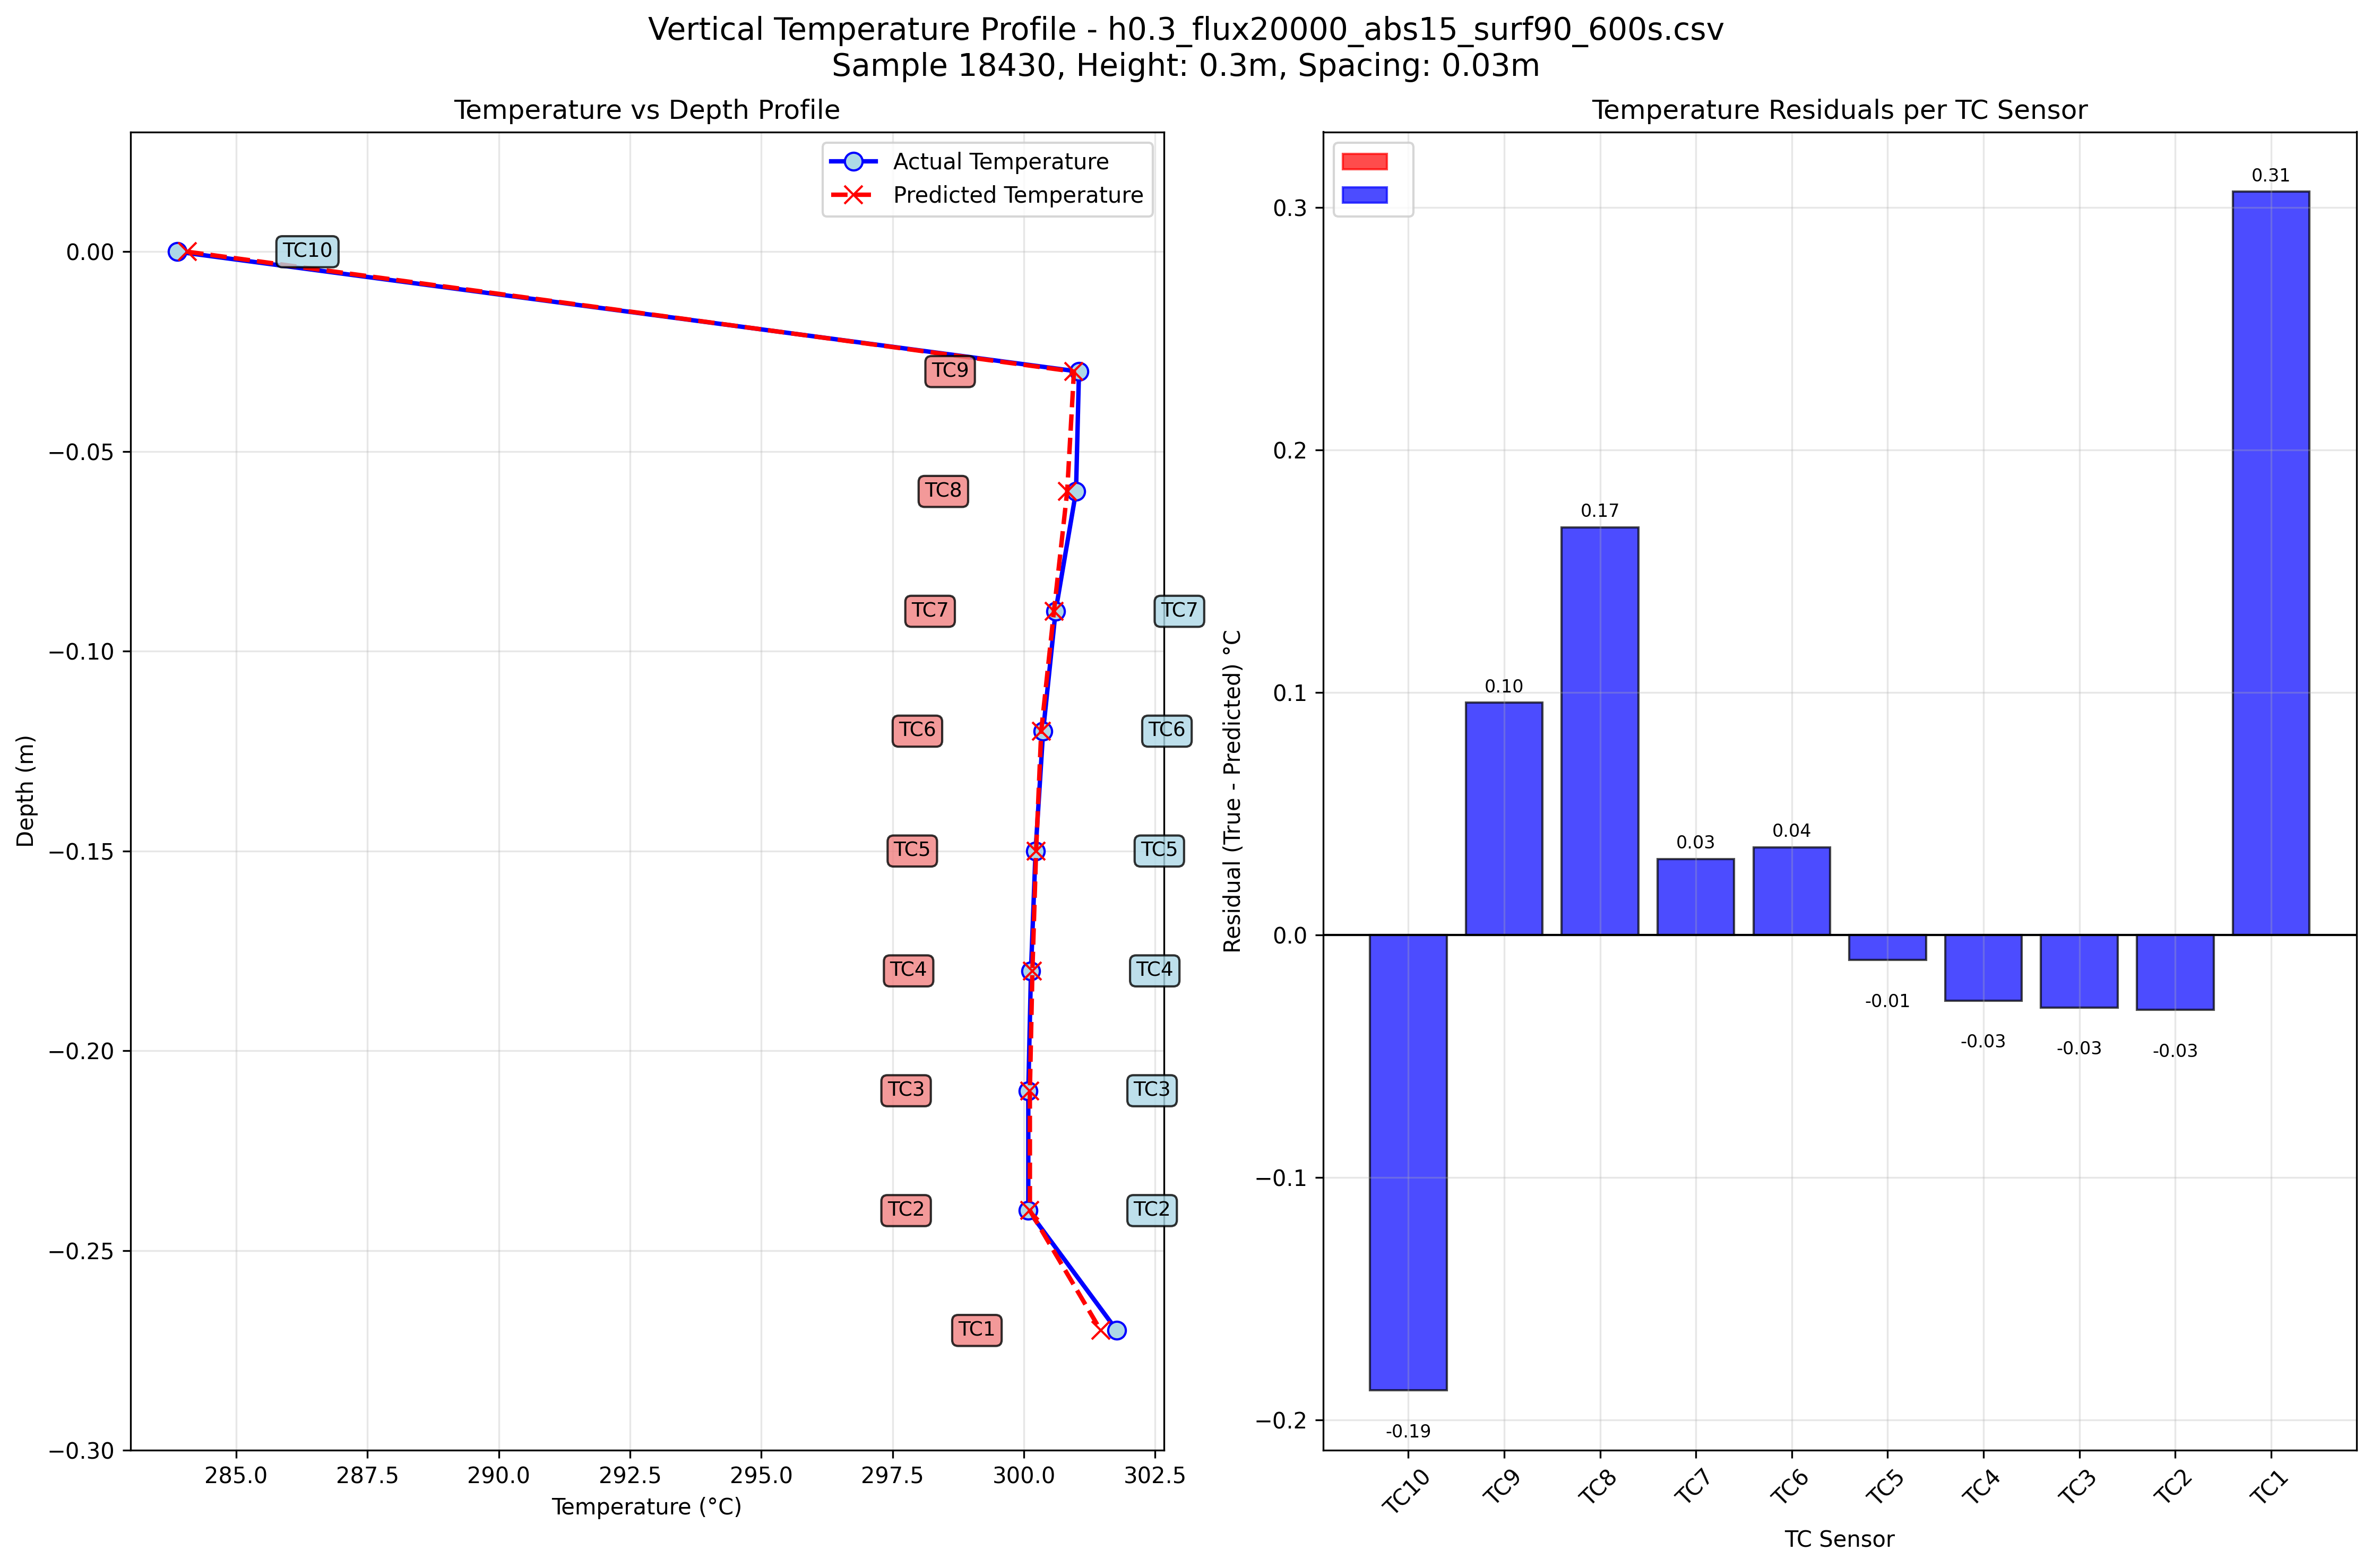 Vertical Temperature Profile - h0.3_flux20000_abs15_surf90_600s.csv
Sample 18430, Height: 0.3m, Spacing: 0.03m
Temperature vs Depth Profile
Actual Temperature
Predicted Temperature
0.00
−0.05
−0.10
−0.15
−0.20
−0.25
−0.30
Depth (m)
TC10
TC9
TC8
TC7
TC7
TC6
TC6
TC5
TC5
TC4
TC4
TC3
TC3
TC2
TC2
TC1
285.0
287.5
290.0
292.5
295.0
297.5
300.0
302.5
Temperature (°C)
Temperature Residuals per TC Sensor
0.3
0.2
0.1
0.0
−0.1
−0.2
Residual (True - Predicted) °C
-0.19
0.10
0.17
0.03
0.04
-0.01
-0.03
-0.03
-0.03
0.31
TC10
TC9
TC8
TC7
TC6
TC5
TC4
TC3
TC2
TC1
TC Sensor